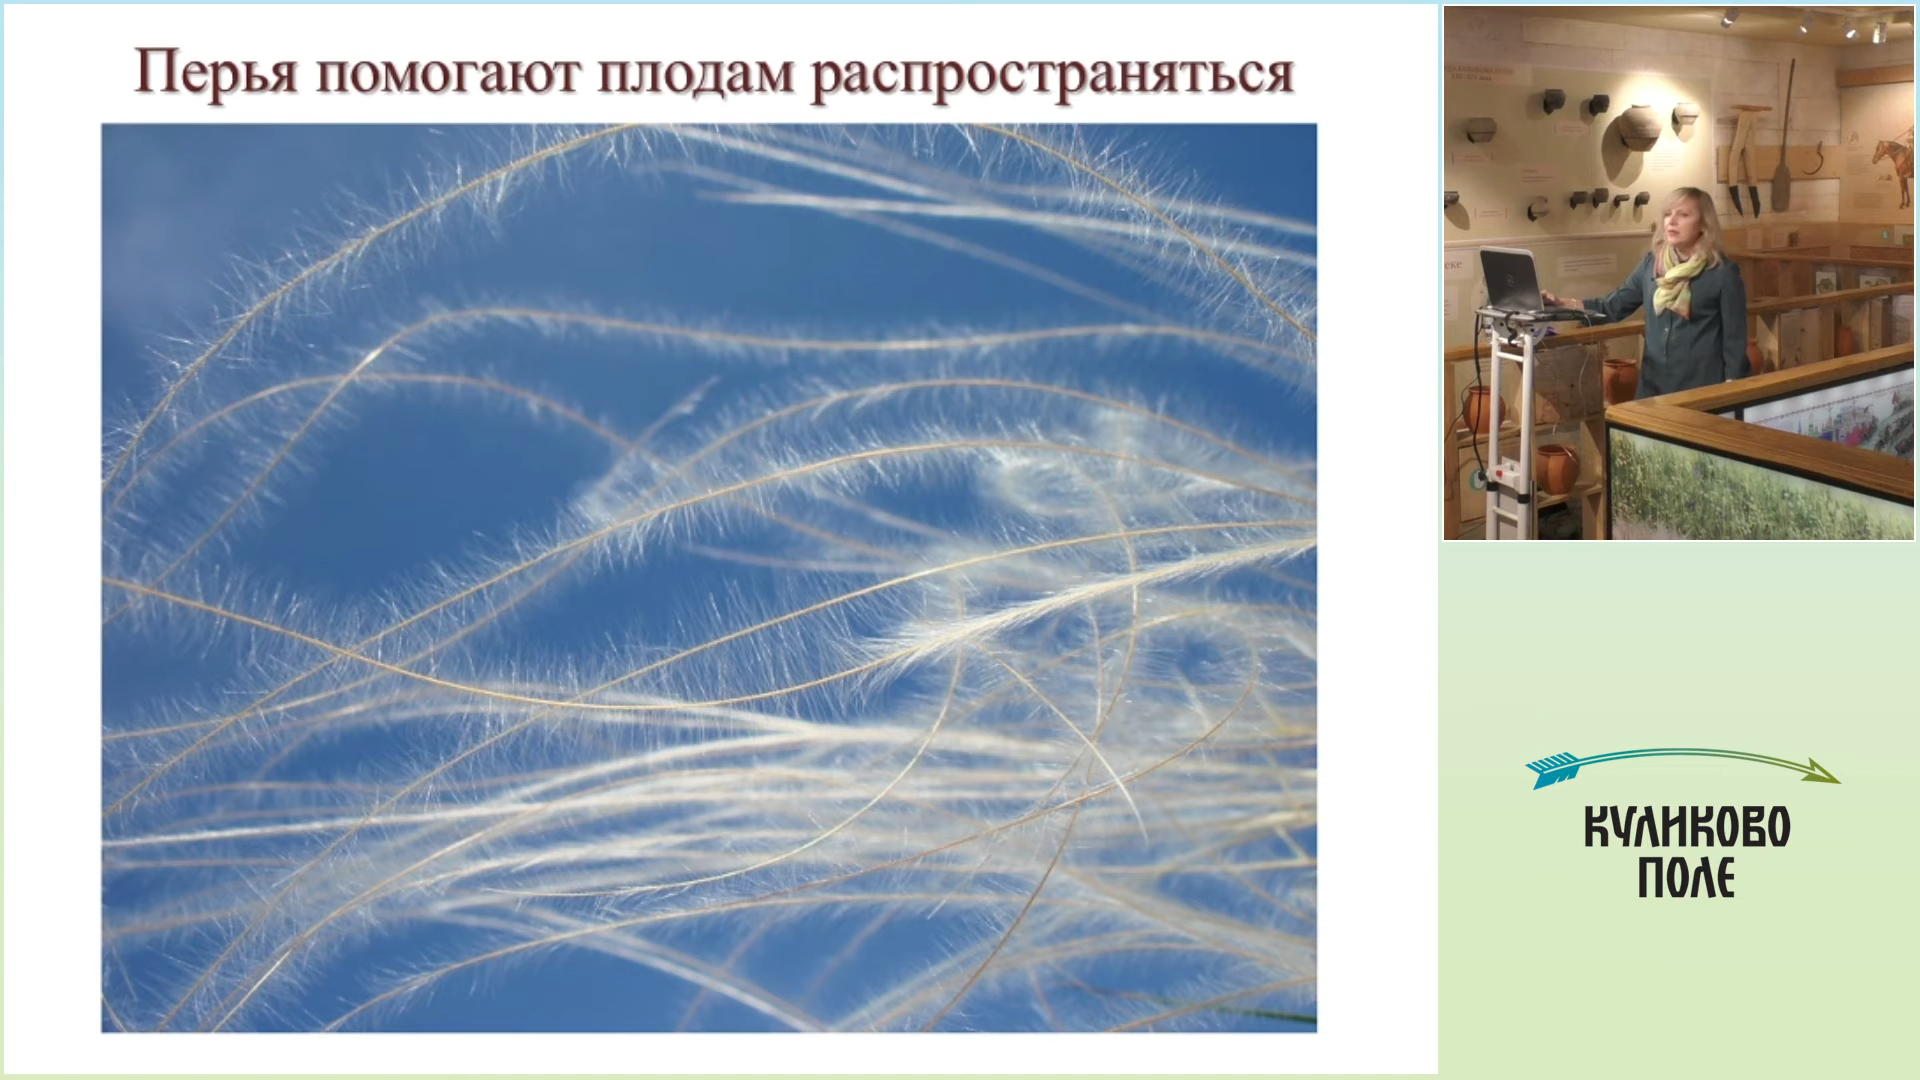 Перья помогают плодам распространяться
КУЛИКОВО
ПОЛЕ